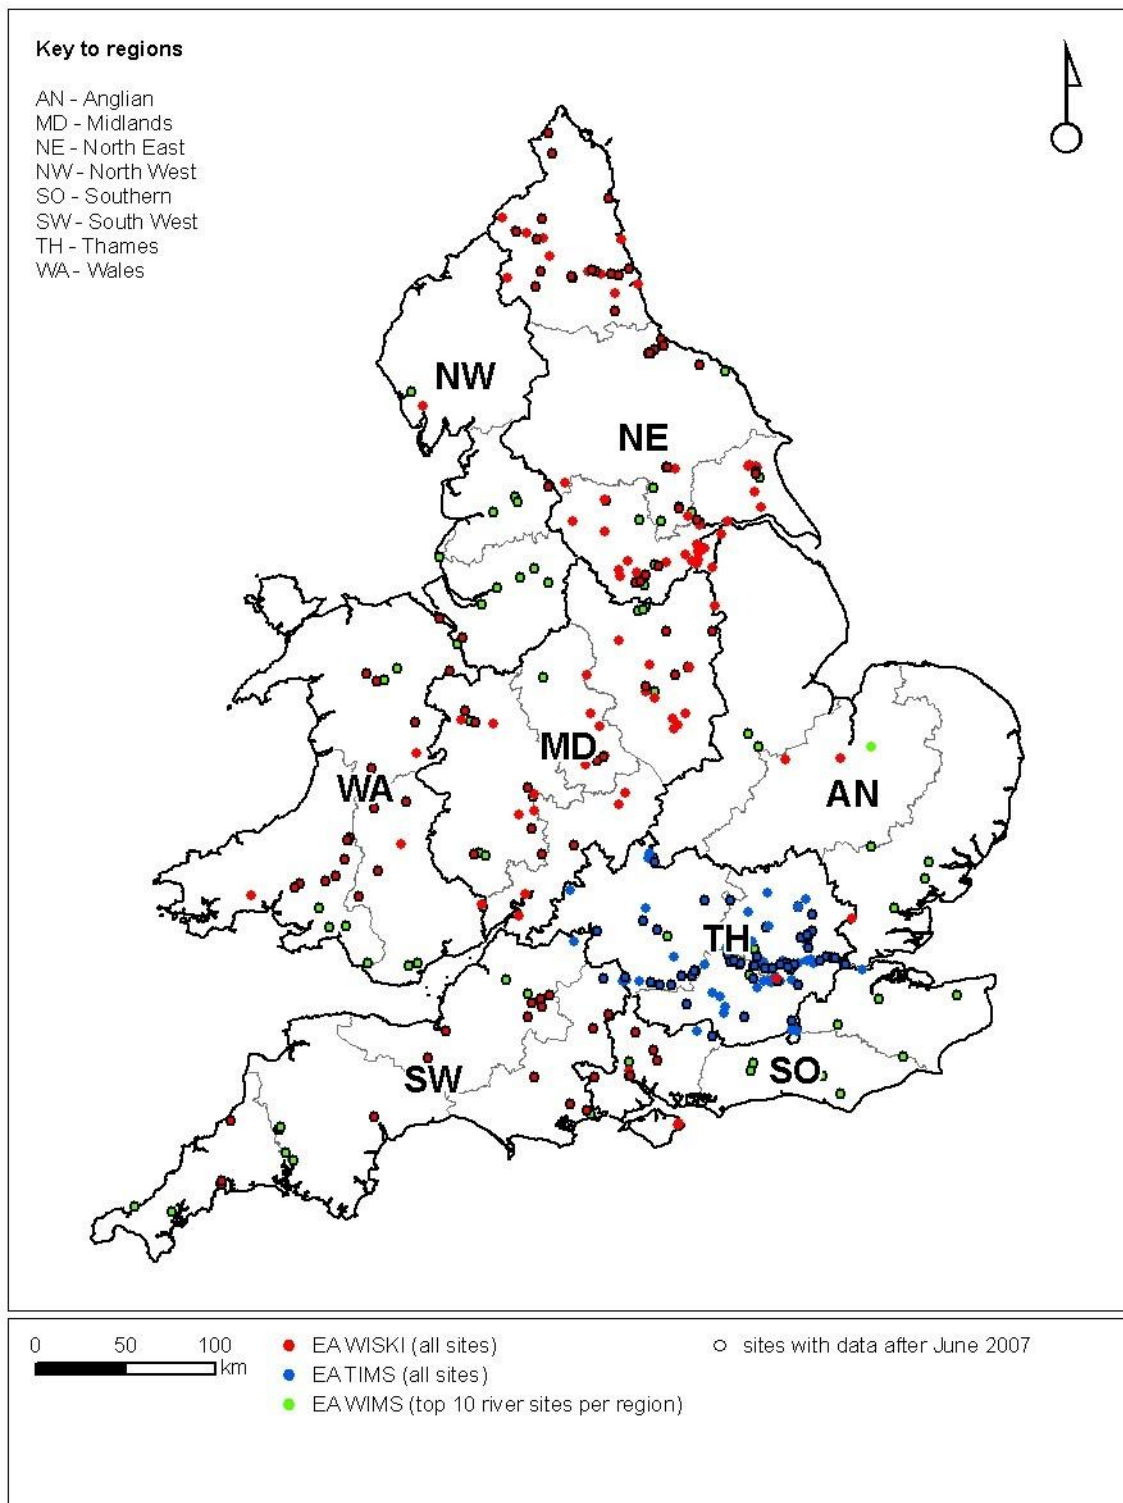 Key to regions
AN - Anglian
MD - Midlands
NE - North East
NW - North West
SO - Southern
SW - South West
TH - Thames
WA - Wales
NW
NE
MD
WA
AN
TH
SO
SW
0 50 100
km
EA WISKI (all sites)
EA TIMS (all sites)
EA WIMS (top 10 river sites per region)
sites with data after June 2007